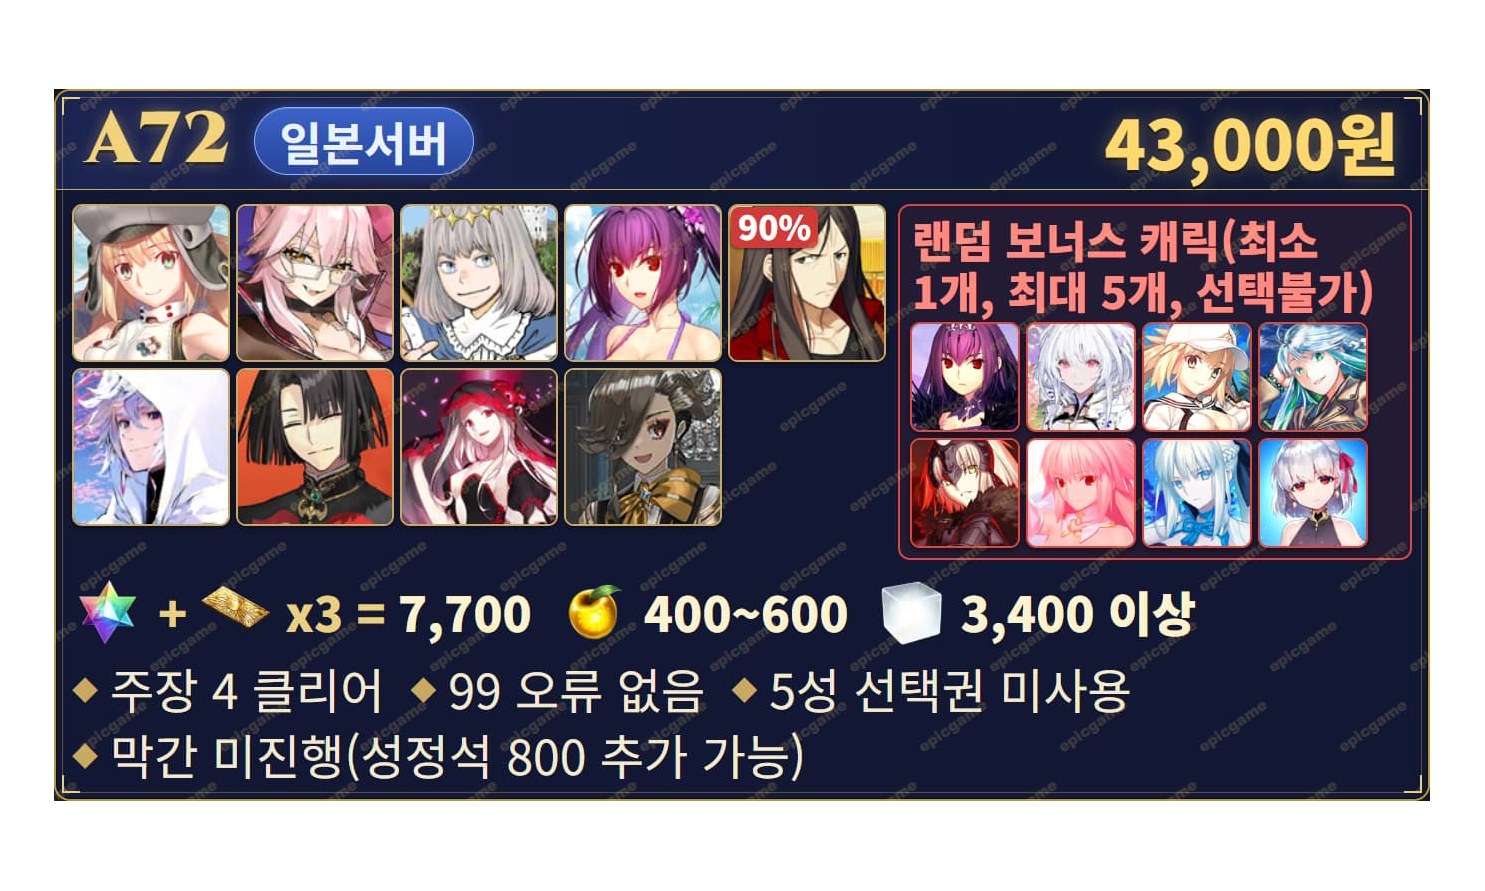 A72 일본서버 43,000원
90%
랜덤 보너스 캐릭(최소
1개, 최대 5개, 선택불가)
+ x3 = 7,700 400~600 3,400 이상
◆ 주장 4 클리어 ◆ 99 오류 없음 ◆ 5성 선택권 미사용
◆ 막간 미진행(성정석 800 추가 가능)
epicgame